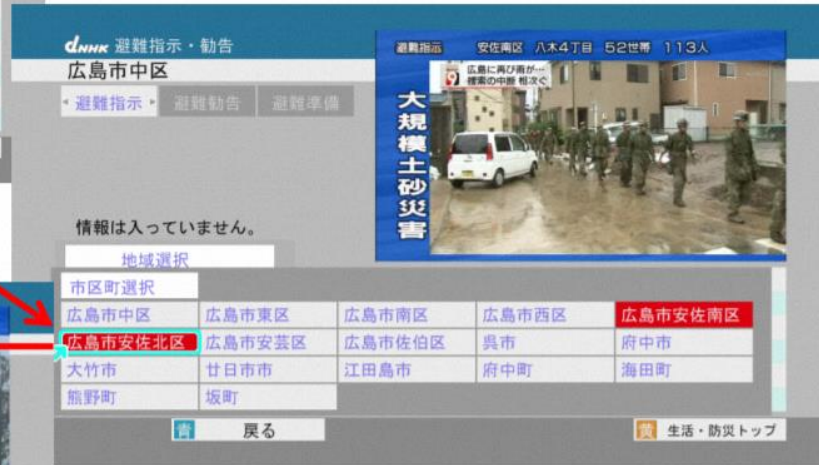 dNHK 避難指示・勧告
広島市中区
避難指示
避難勧告
避難準備
情報は入っていません。
避難指示 安佐南区 八木4丁目 52世帯 113人
9
広島に再び雨が…
捜索の中断 相次ぐ
大規模土砂災害
地域選択
市区町選択
広島市中区 広島市東区 広島市南区 広島市西区 広島市安佐南区
広島市安佐北区 広島市安芸区 広島市佐伯区 呉市 府中市
大竹市 廿日市市 江田島市 府中町 海田町
熊野町 坂町
青 戻る
黄 生活・防災トップ